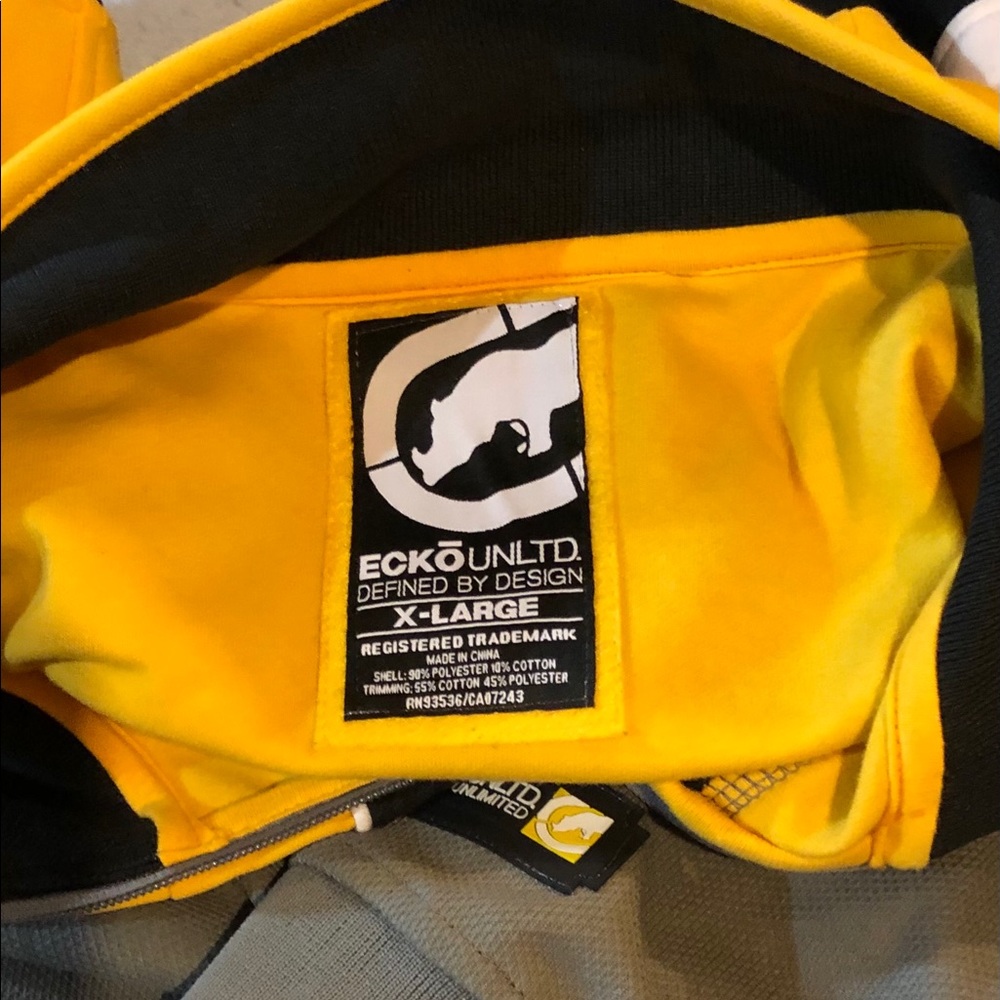 ECKŌ UNLTD.
DEFINED BY DESIGN
X-LARGE
REGISTERED TRADEMARK
MADE IN CHINA
SHELL: 90% POLYESTER 10% COTTON
TRIMMING: 55% COTTON 45% POLYESTER
RN93536/CA07243
UNLTD.
UNLIMITED